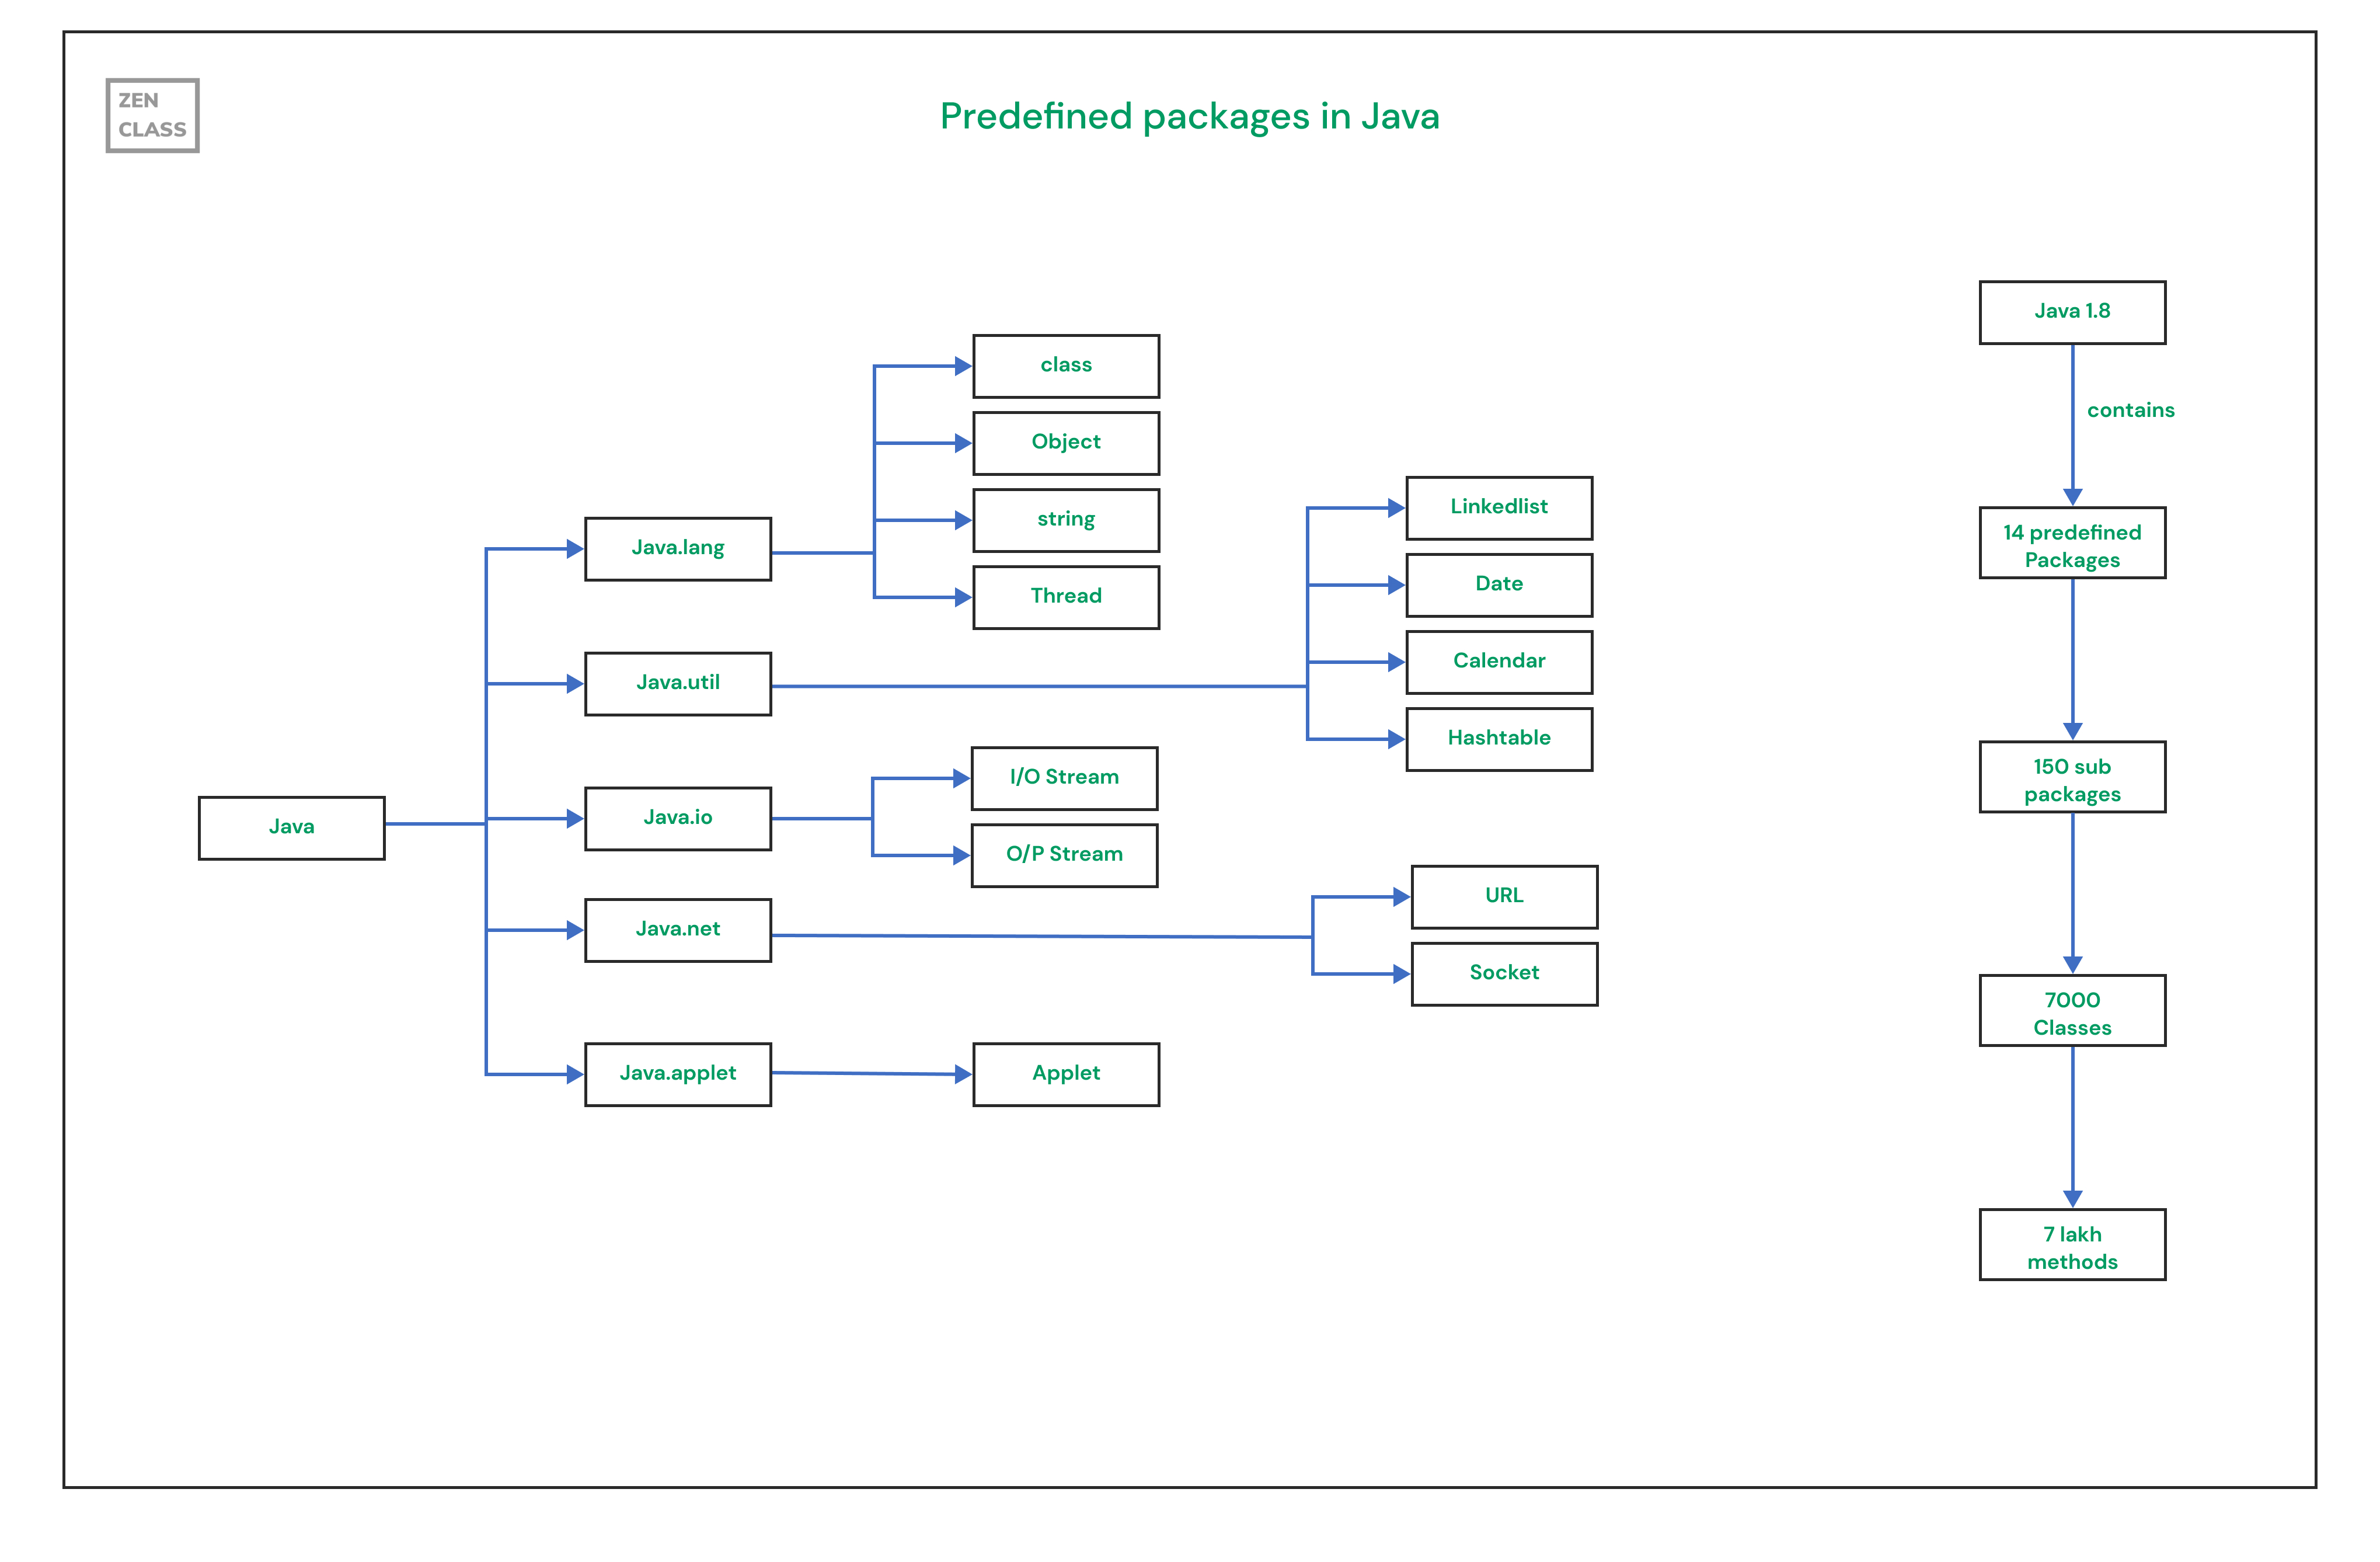 ZEN
CLASS
Predefined packages in Java
Java
Java.lang
Java.util
Java.io
Java.net
Java.applet
class
Object
string
Thread
I/O Stream
O/P Stream
Applet
Linkedlist
Date
Calendar
Hashtable
URL
Socket
Java 1.8
contains
14 predefined
Packages
150 sub
packages
7000
Classes
7 lakh
methods